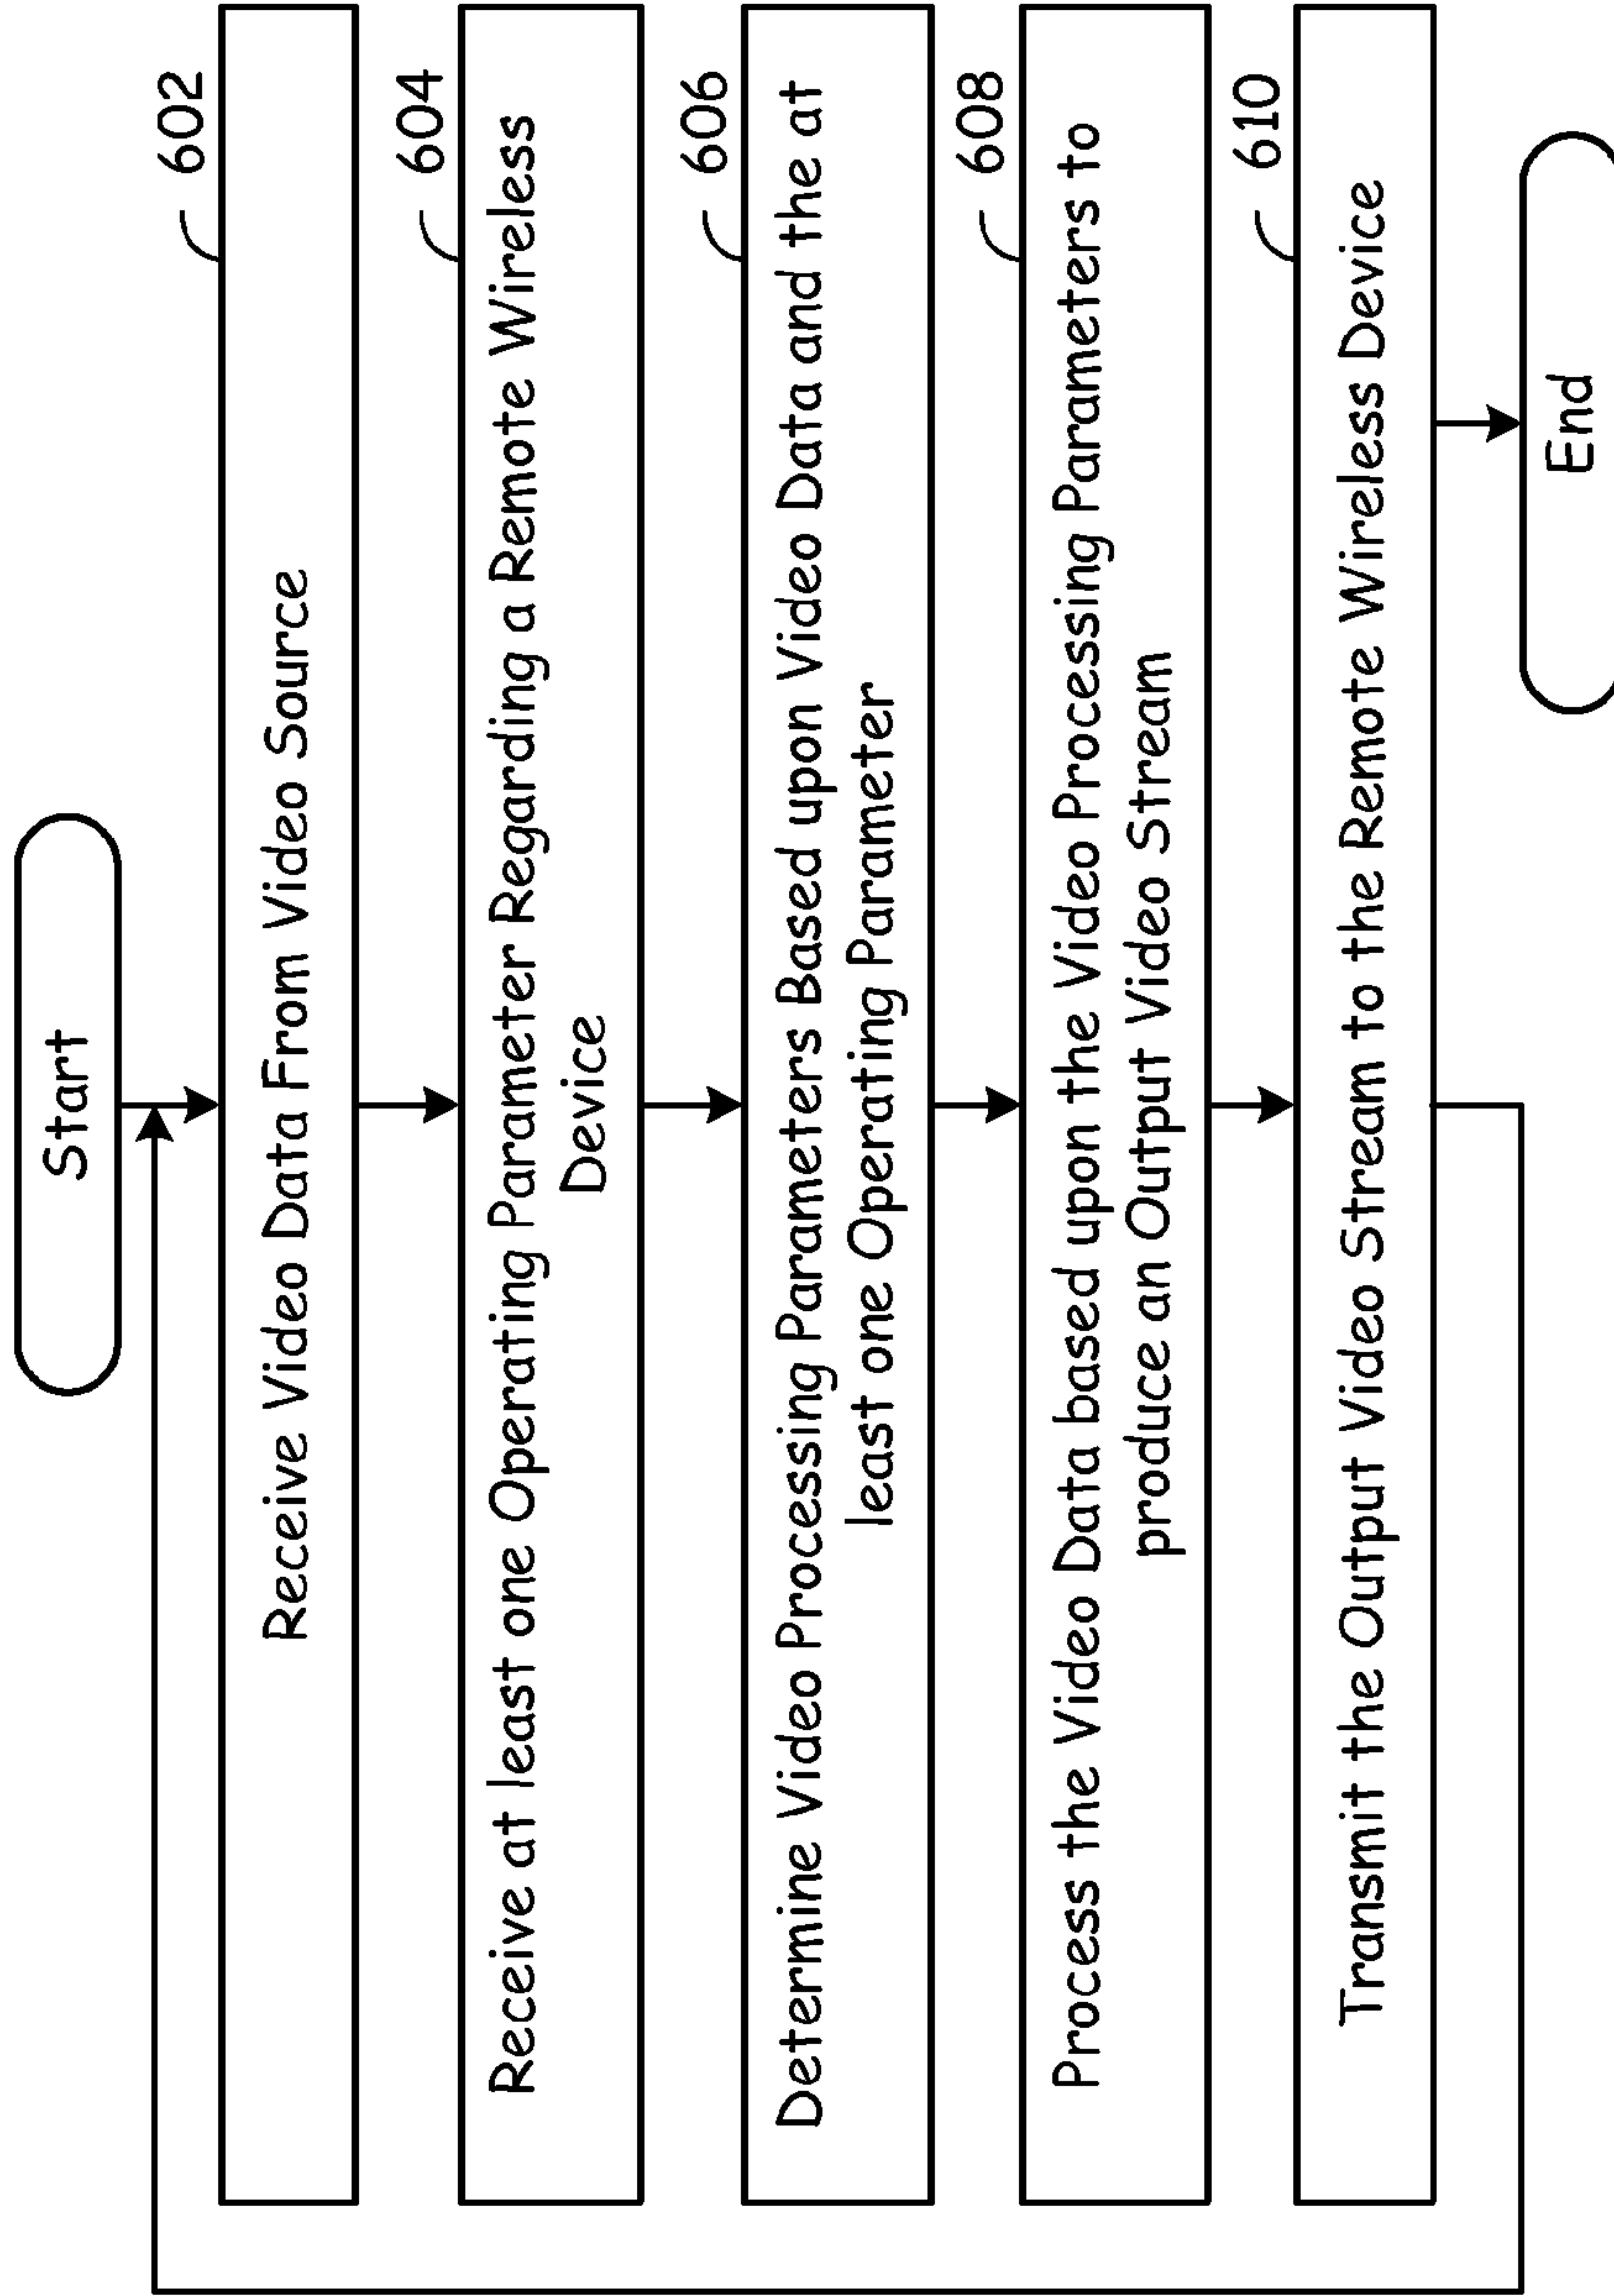 Start
602
Receive Video Data From Video Source
604
Receive at least one Operating Parameter Regarding a Remote Wireless
Device
606
Determine Video Processing Parameters Based upon Video Data and the at
least one Operating Parameter
608
Process the Video Data based upon the Video Processing Parameters to
produce an Output Video Stream
610
Transmit the Output Video Stream to the Remote Wireless Device
End